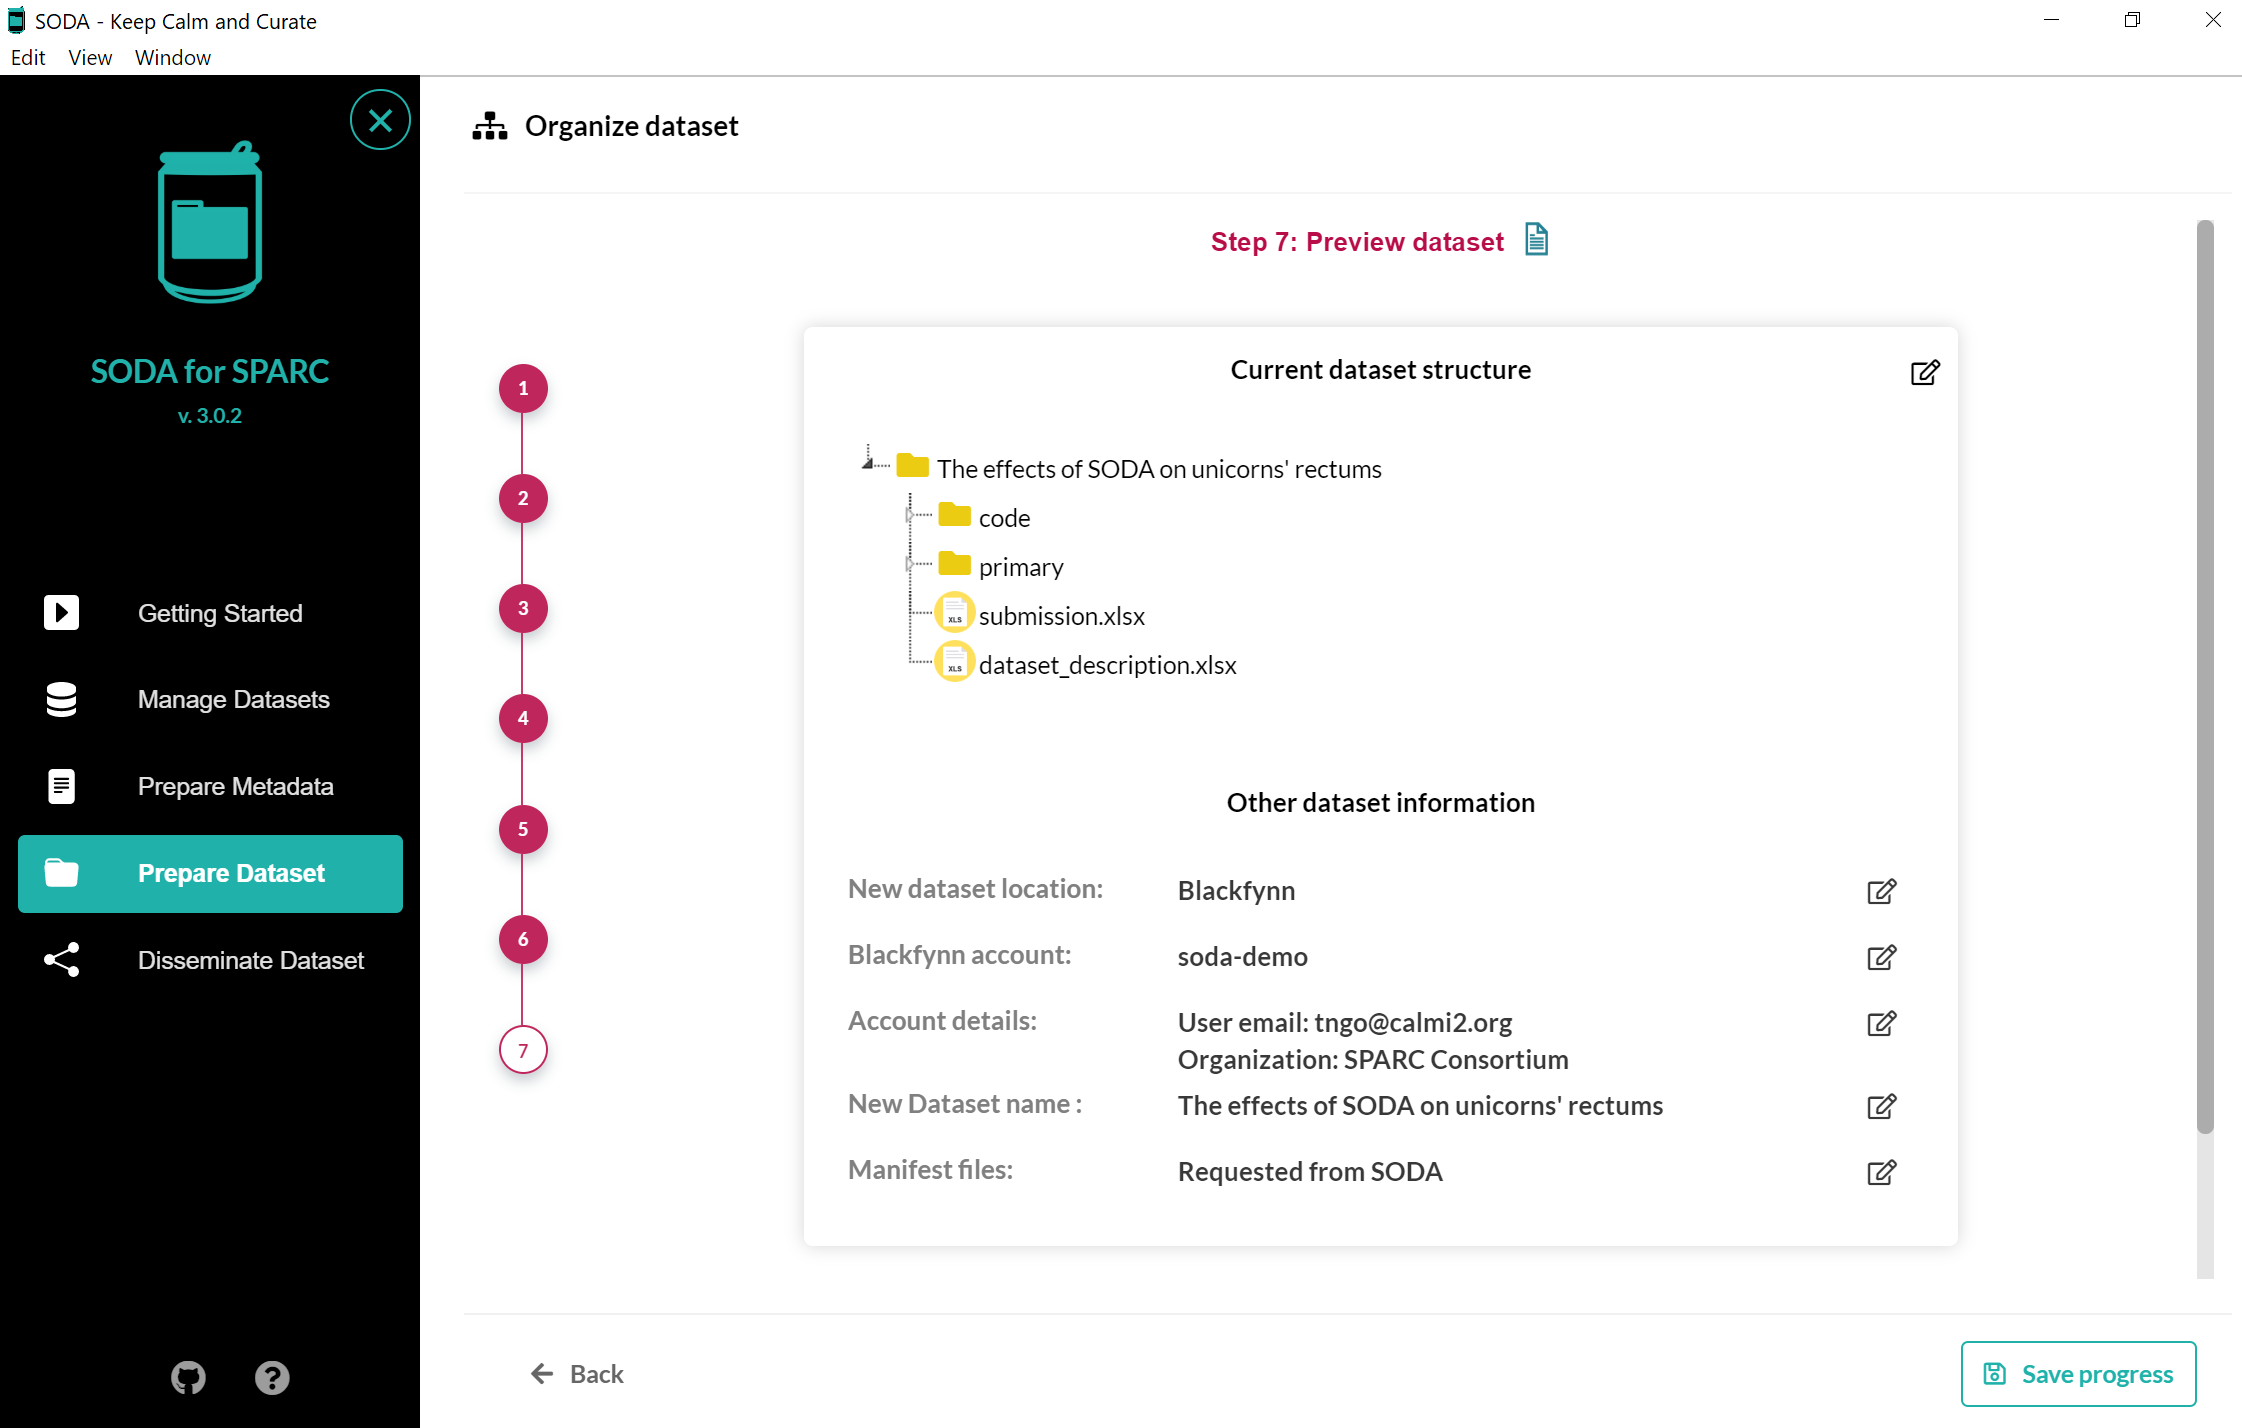 SODA - Keep Calm and Curate
Edit View Window
SODA for SPARC
v. 3.0.2
Getting Started
Manage Datasets
Prepare Metadata
Prepare Dataset
Disseminate Dataset
Organize dataset
Step 7: Preview dataset
1
2
3
4
5
6
7
Current dataset structure
The effects of SODA on unicorns' rectums
code
primary
XLS submission.xlsx
XLS dataset_description.xlsx
Other dataset information
New dataset location: Blackfynn
Blackfynn account: soda-demo
Account details: User email: tngo@calmi2.org
Organization: SPARC Consortium
New Dataset name : The effects of SODA on unicorns' rectums
Manifest files: Requested from SODA
Back
Save progress